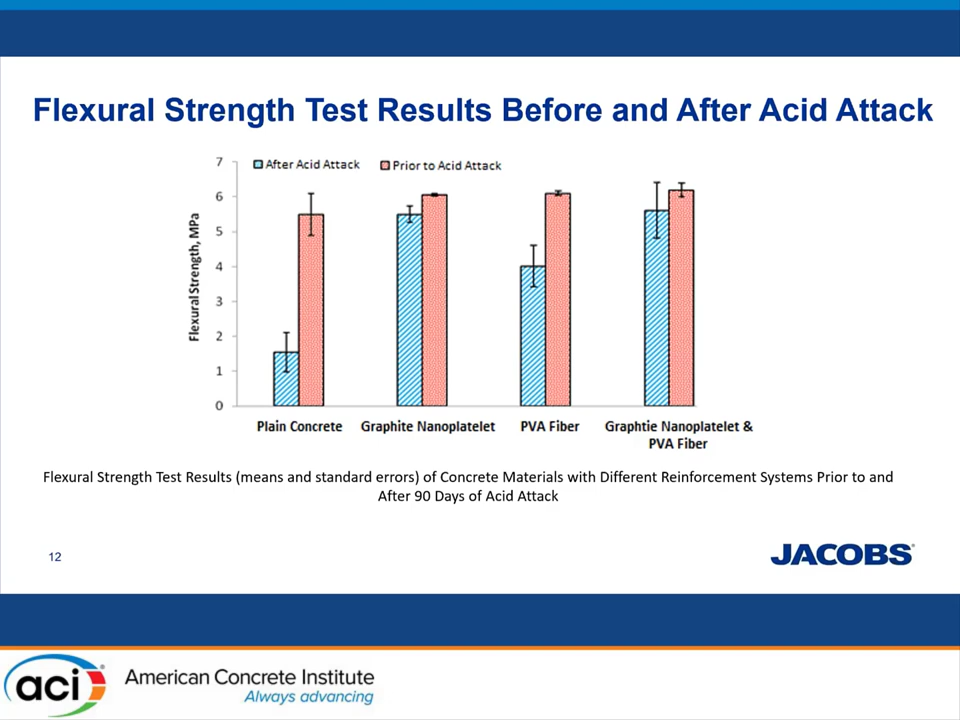 Flexural Strength Test Results Before and After Acid Attack
After Acid Attack
Prior to Acid Attack
Flexural Strength, MPa
7
6
5
4
3
2
1
0
Plain Concrete
Graphite Nanoplatelet
PVA Fiber
Graphtie Nanoplatelet &
PVA Fiber
Flexural Strength Test Results (means and standard errors) of Concrete Materials with Different Reinforcement Systems Prior to and
After 90 Days of Acid Attack
12
JACOBS
aci
American Concrete Institute
Always advancing